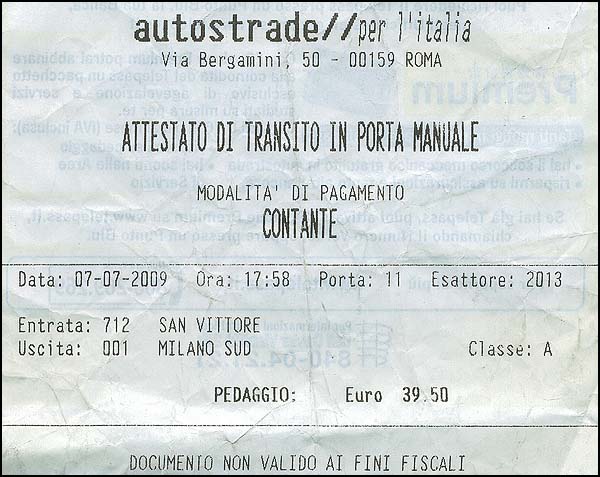 autostrade//per l'italia
Via Bergamini, 50 - 00159 ROMA
ATTESTATO DI TRANSITO IN PORTA MANUALE
MODALITA' DI PAGAMENTO
CONTANTE
Data: 07-07-2009 Ora: 17:58 Porta: 11 Esattore: 2013
Entrata: 712 SAN VITTORE
Uscita: 001 MILANO SUD Classe: A
PEDAGGIO: Euro 39.50
DOCUMENTO NON VALIDO AI FINI FISCALI